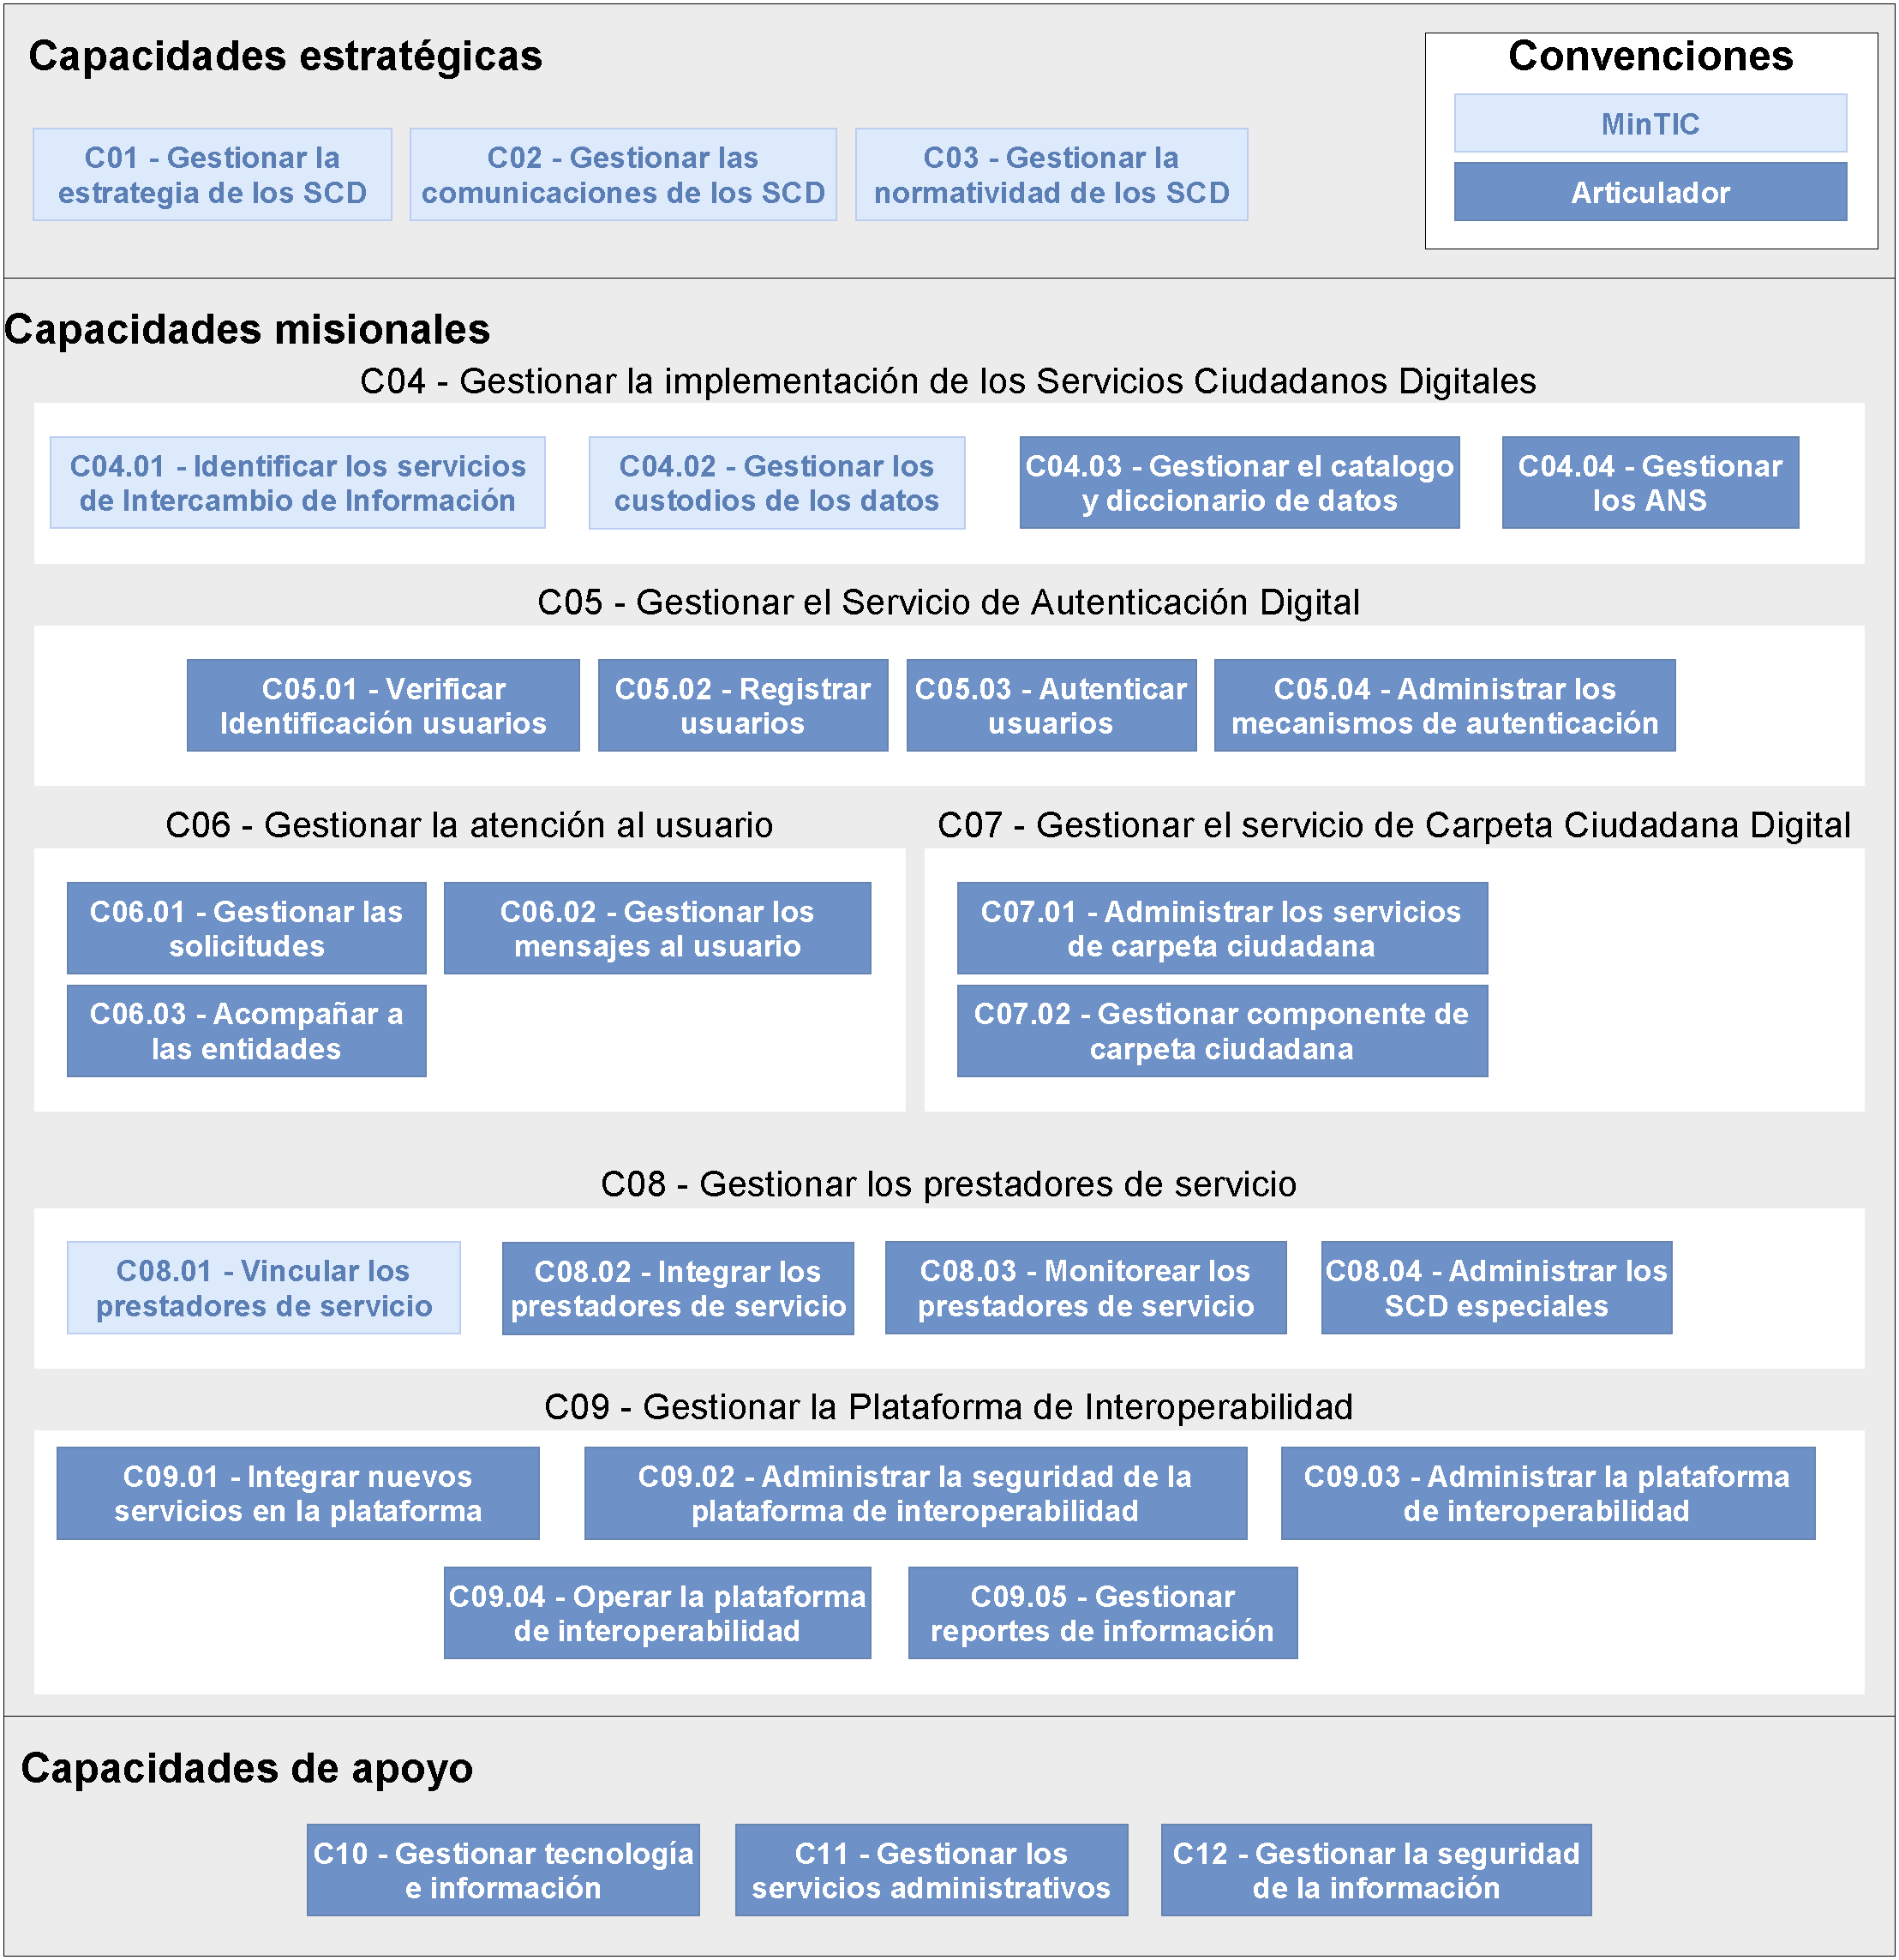 Capacidades estratégicas
Convenciones
MinTIC
Articulador
C01 - Gestionar la
estrategia de los SCD
C02 - Gestionar las
comunicaciones de los SCD
C03 - Gestionar la
normatividad de los SCD
Capacidades misionales
C04 - Gestionar la implementación de los Servicios Ciudadanos Digitales
C04.01 - Identificar los servicios
de Intercambio de Información
C04.02 - Gestionar los
custodios de los datos
C04.03 - Gestionar el catalogo
y diccionario de datos
C04.04 - Gestionar
los ANS
C05 - Gestionar el Servicio de Autenticación Digital
C05.01 - Verificar
Identificación usuarios
C05.02 - Registrar
usuarios
C05.03 - Autenticar
usuarios
C05.04 - Administrar los
mecanismos de autenticación
C06 - Gestionar la atención al usuario
C06.01 - Gestionar las
solicitudes
C06.02 - Gestionar los
mensajes al usuario
C06.03 - Acompañar a
las entidades
C07 - Gestionar el servicio de Carpeta Ciudadana Digital
C07.01 - Administrar los servicios
de carpeta ciudadana
C07.02 - Gestionar componente de
carpeta ciudadana
C08 - Gestionar los prestadores de servicio
C08.01 - Vincular los
prestadores de servicio
C08.02 - Integrar los
prestadores de servicio
C08.03 - Monitorear los
prestadores de servicio
C08.04 - Administrar los
SCD especiales
C09 - Gestionar la Plataforma de Interoperabilidad
C09.01 - Integrar nuevos
servicios en la plataforma
C09.02 - Administrar la seguridad de la
plataforma de interoperabilidad
C09.03 - Administrar la plataforma
de interoperabilidad
C09.04 - Operar la plataforma
de interoperabilidad
C09.05 - Gestionar
reportes de información
Capacidades de apoyo
C10 - Gestionar tecnología
e información
C11 - Gestionar los
servicios administrativos
C12 - Gestionar la seguridad
de la información